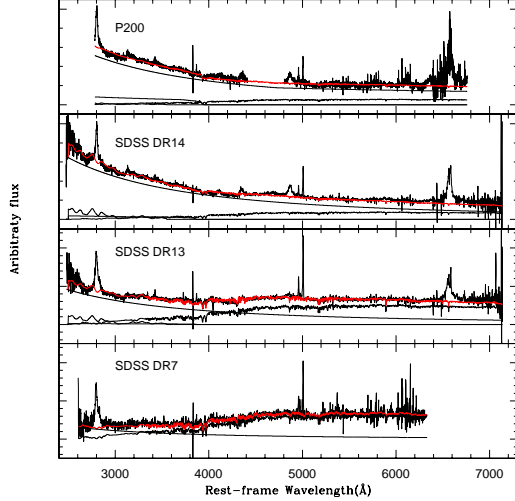 P200
SDSS DR14
SDSS DR13
SDSS DR7
Aribitraty flux
3000 4000 5000 6000 7000
Rest-frame Wavelength(Å)